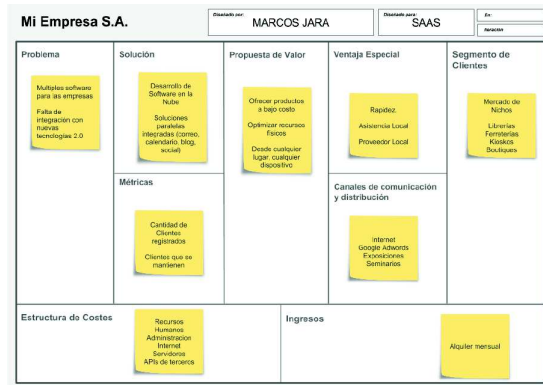 Mi Empresa S.A.
Diseñado por:
MARCOS JARA
Diseñado para:
SAAS
En:
Iteración
Problema
Multiples software
para las empresas
Falta de
integración con
nuevas
tecnologías 2.0
Solución
Desarrollo de
Software en la
Nube
Soluciones
paralelas
integradas (correo,
calendario, blog,
social)
Métricas
Cantidad de
Clientes
registrados
Clientes que se
mantienen
Propuesta de Valor
Ofrecer productos
a bajo costo
Optimizar recursos
físicos
Desde cualquier
lugar, cualquier
dispositivo
Ventaja Especial
Rapidez.
Asistencia Local
Proveedor Local
Canales de comunicación
y distribución
Internet
Google Adwords
Exposiciones
Seminarios
Segmento de
Clientes
Mercado de
Nichos
Librerías
Ferreterias
Kioskos
Boutiques
Estructura de Costos
Recursos
Humanos
Administracion
Internet
Servidores
APIs de terceros
Ingresos
Alquiler mensual